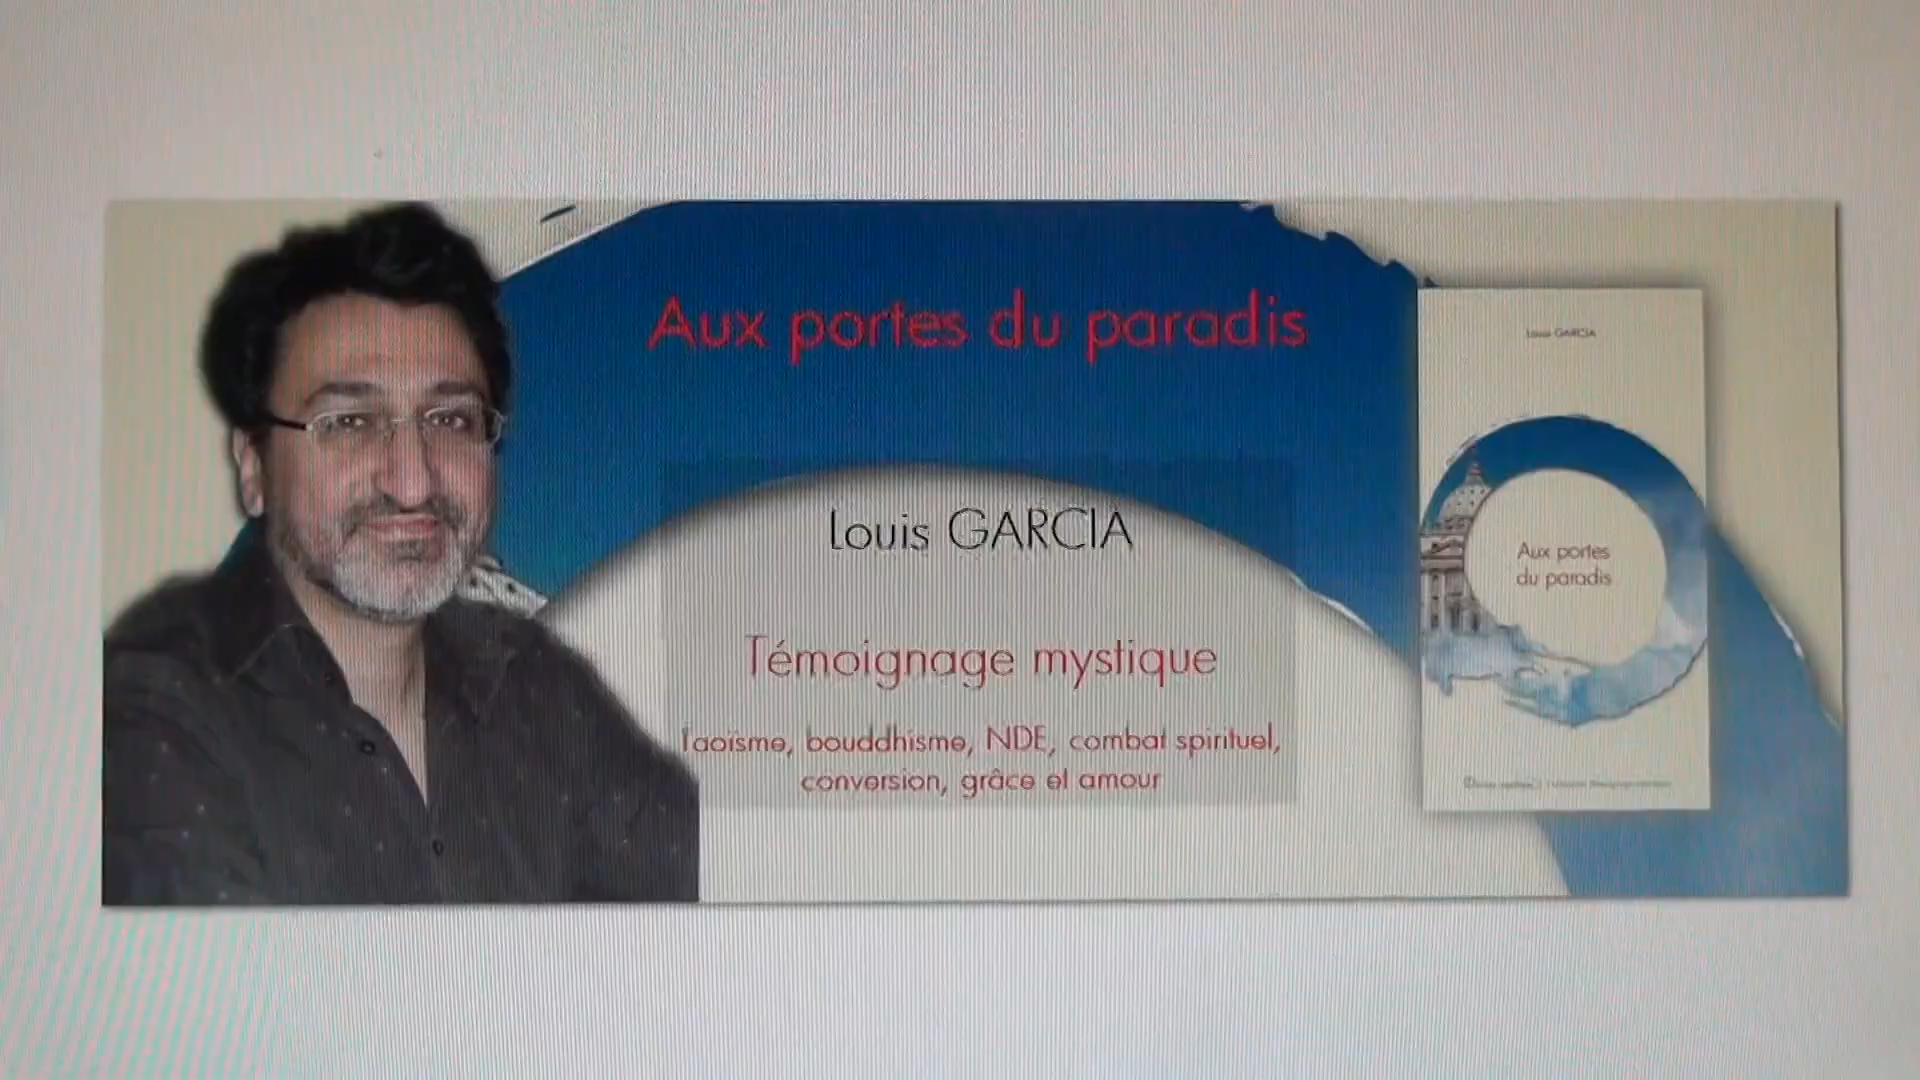 Aux portes du paradis
Louis GARCIA
Témoignage mystique
Taoïsme, bouddhisme, NDE, combat spirituel,
conversion, grâce et amour
Louis GARCIA
Aux portes
du paradis